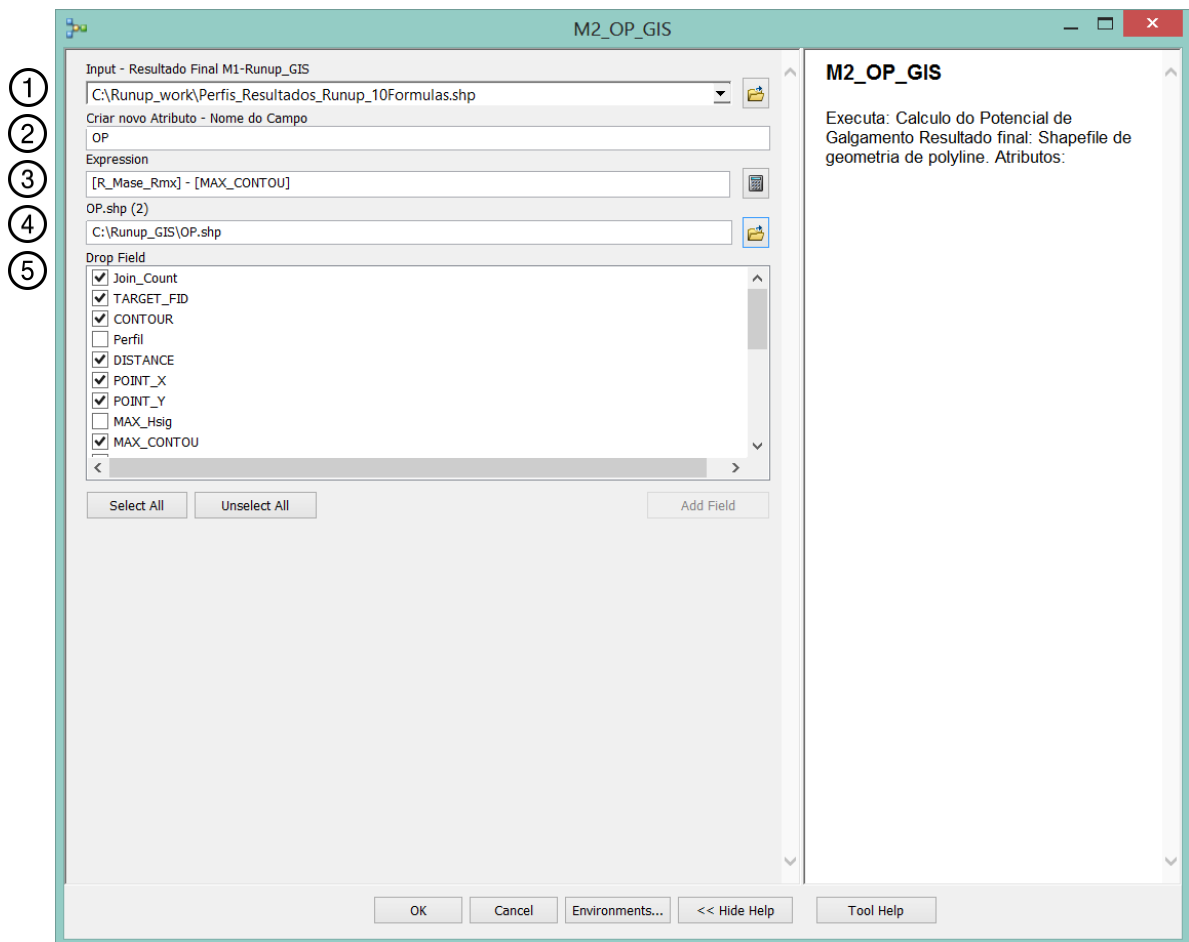 M2_OP_GIS
1
Input - Resultado Final M1-Runup_GIS
C:\Runup_work\Perfis_Resultados_Runup_10Formulas.shp
2
Criar novo Atributo - Nome do Campo
OP
3
Expression
[R_Mase_Rmx] - [MAX_CONTOU]
4
OP.shp (2)
C:\Runup_GIS\OP.shp
5
Drop Field
Join_Count
TARGET_FID
CONTOUR
Perfil
DISTANCE
POINT_X
POINT_Y
MAX_Hsig
MAX_CONTOU
Select All
Unselect All
Add Field
M2_OP_GIS
Executa: Calculo do Potencial de
Galgamento Resultado final: Shapefile de
geometria de polyline. Atributos:
OK
Cancel
Environments...
<< Hide Help
Tool Help